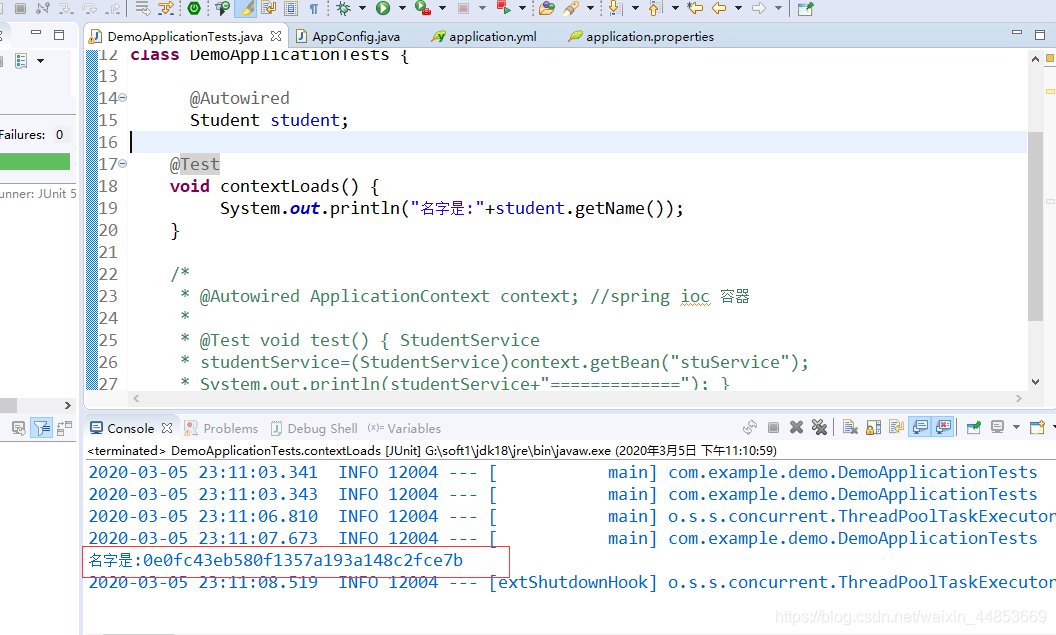 DemoApplicationTests.java AppConfig.java application.yml application.properties
12 class DemoApplicationTests {
13
14 @Autowired
15 Student student;
16
Failures: 0
17 @Test
unner: JUnit 5
18 void contextLoads() {
19 System.out.println("名字是:"+student.getName());
20 }
21
22 /*
23 * @Autowired ApplicationContext context; //spring ioc 容器
24 *
25 * @Test void test() { StudentService
26 * studentService=(StudentService)context.getBean("stuService");
27 * System.out.println(studentService+"============="); }
Console Problems Debug Shell (x)= Variables
<terminated> DemoApplicationTests.contextLoads [JUnit] G:\soft1\jdk18\jre\bin\javaw.exe (2020年3月5日 下午11:10:59)
2020-03-05 23:11:03.341 INFO 12004 --- [ main] com.example.demo.DemoApplicationTests
2020-03-05 23:11:03.343 INFO 12004 --- [ main] com.example.demo.DemoApplicationTests
2020-03-05 23:11:06.810 INFO 12004 --- [ main] o.s.s.concurrent.ThreadPoolTaskExecutor
2020-03-05 23:11:07.673 INFO 12004 --- [ main] com.example.demo.DemoApplicationTests
名字是:0e0fc43eb580f1357a193a148c2fce7b
2020-03-05 23:11:08.519 INFO 12004 --- [extShutdownHook] o.s.s.concurrent.ThreadPoolTaskExecutor
https://blog.csdn.net/weixin_44853669